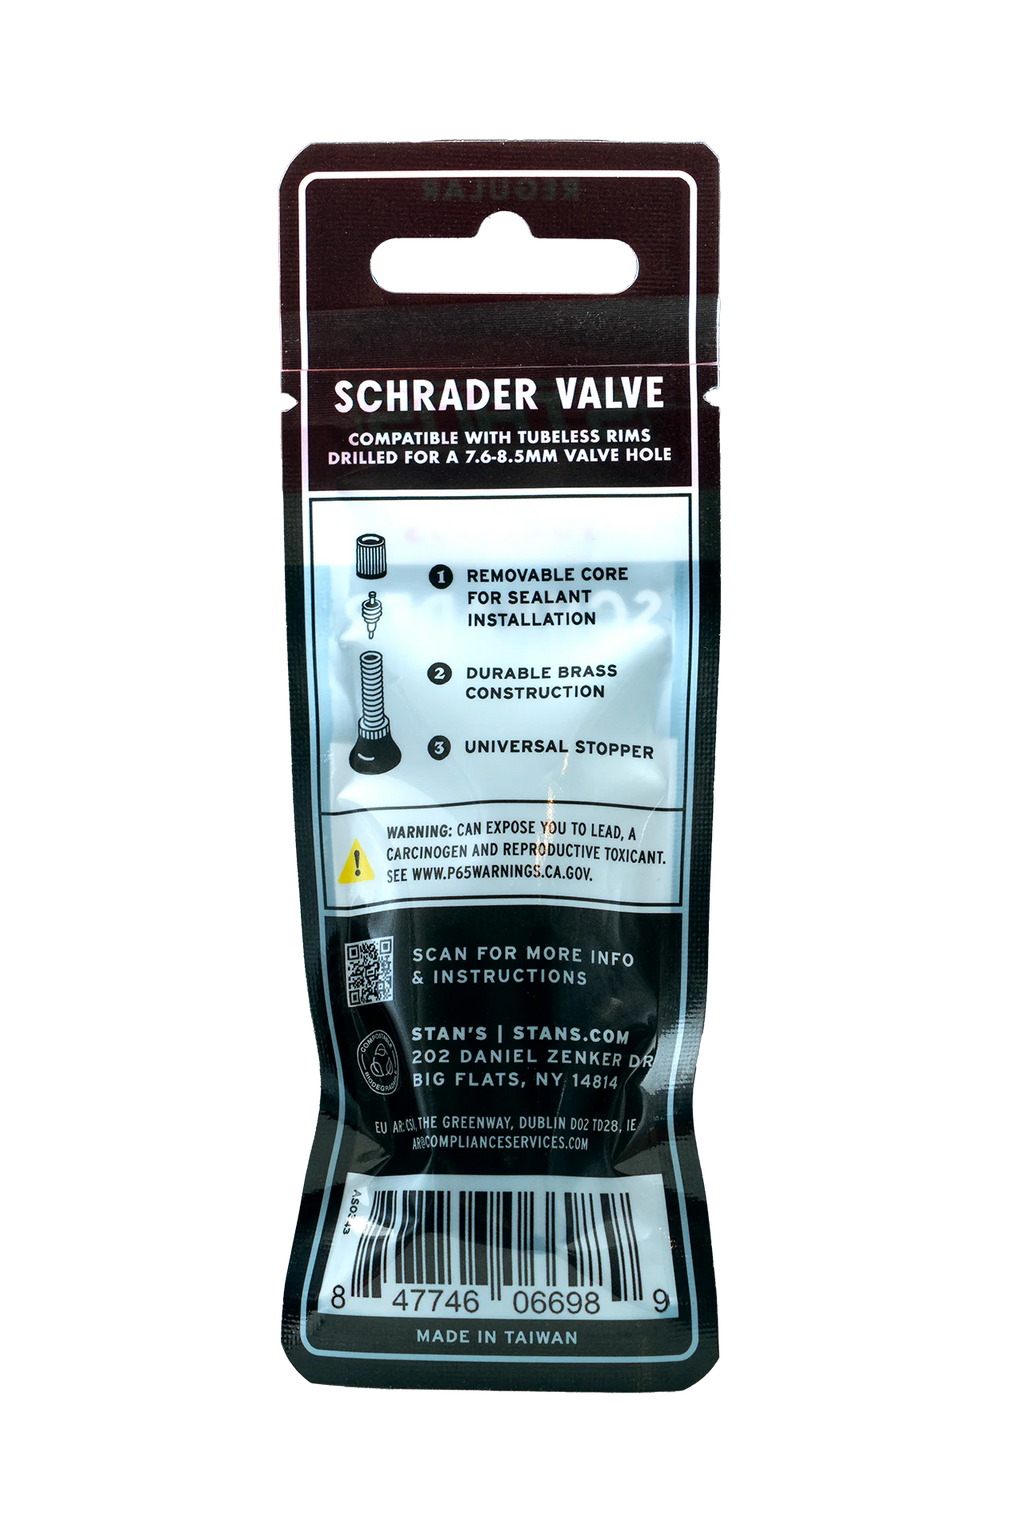 REGULAR
SCHRADER VALVE
COMPATIBLE WITH TUBELESS RIMS
DRILLED FOR A 7.6-8.5MM VALVE HOLE
1 REMOVABLE CORE
FOR SEALANT
INSTALLATION
2 DURABLE BRASS
CONSTRUCTION
3 UNIVERSAL STOPPER
WARNING: CAN EXPOSE YOU TO LEAD, A
CARCINOGEN AND REPRODUCTIVE TOXICANT.
SEE WWW.P65WARNINGS.CA.GOV.
SCAN FOR MORE INFO
& INSTRUCTIONS
STAN'S | STANS.COM
202 DANIEL ZENKER DR
BIG FLATS, NY 14814
COMPOSTABLE
BIODEGRADABLE
EU AR: CSI, THE GREENWAY, DUBLIN D02 TD28, IE
AR@COMPLIANCESERVICES.COM
8 47746 06698 9
MADE IN TAIWAN